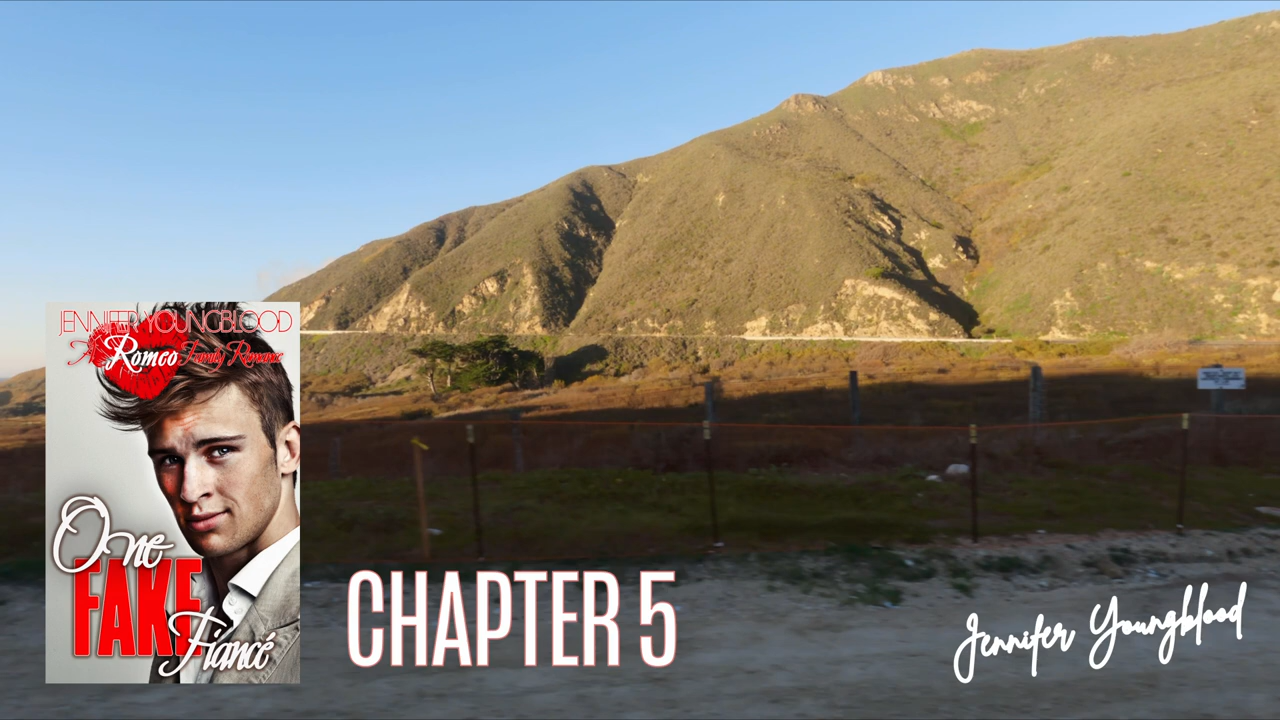 JENNIFER YOUNGBLOOD
A Romeo Family Romance
One
FAKE
Fiancé
CHAPTER 5
Jennifer Youngblood